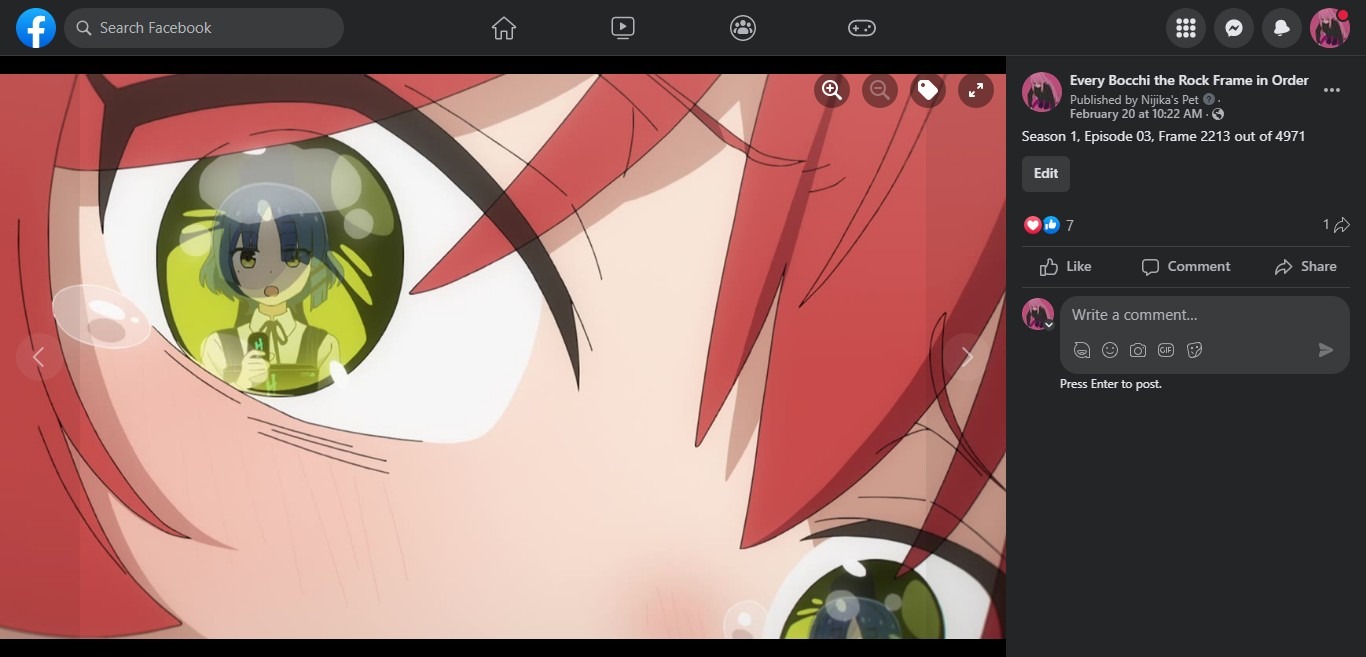 Search Facebook
Every Bocchi the Rock Frame in Order
Published by Nijika's Pet
February 20 at 10:22 AM ·
Season 1, Episode 03, Frame 2213 out of 4971
Edit
7
1
Like
Comment
Share
Write a comment...
GIF
Press Enter to post.